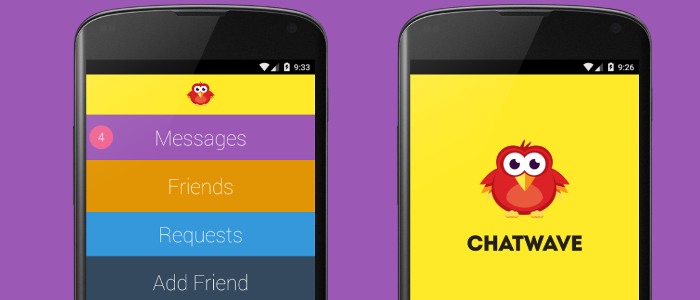 9:33
4
Messages
Friends
Requests
Add Friend
9:26
CHATWAVE